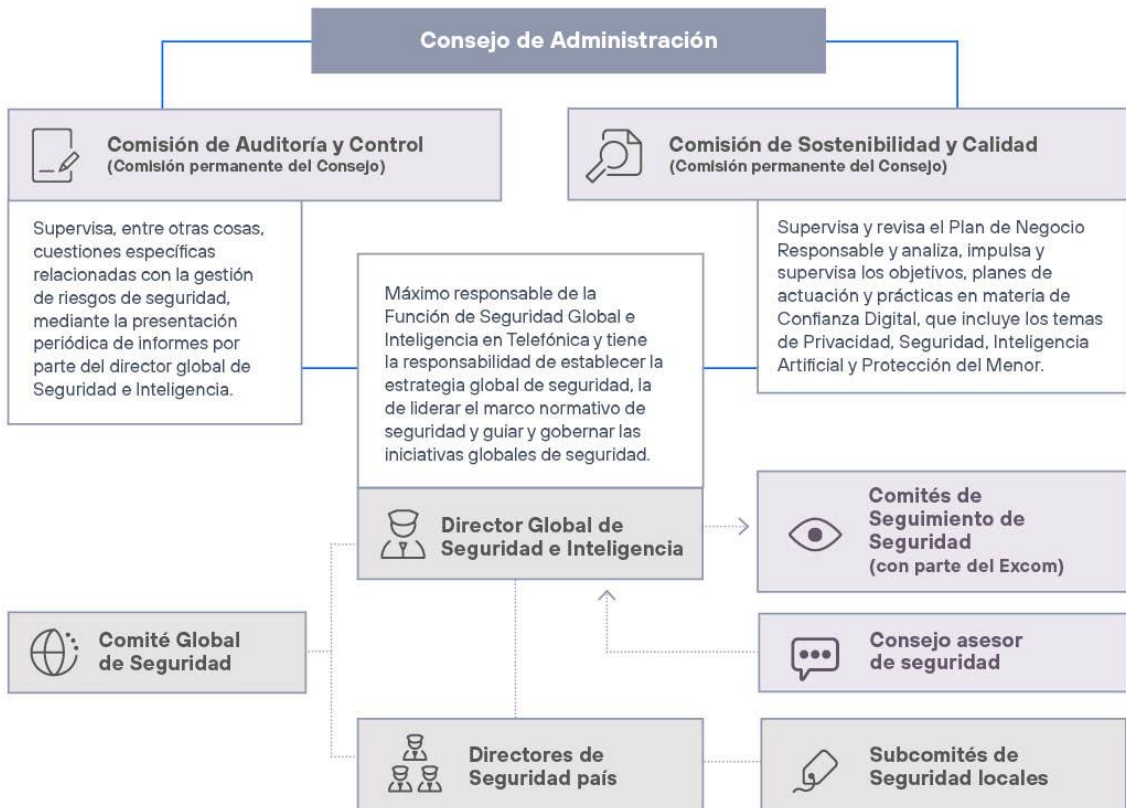 Consejo de Administración
Comisión de Auditoría y Control
(Comisión permanente del Consejo)
Supervisa, entre otras cosas,
cuestiones específicas
relacionadas con la gestión
de riesgos de seguridad,
mediante la presentación
periódica de informes por
parte del director global de
Seguridad e Inteligencia.
Comisión de Sostenibilidad y Calidad
(Comisión permanente del Consejo)
Supervisa y revisa el Plan de Negocio
Responsable y analiza, impulsa y
supervisa los objetivos, planes de
actuación y prácticas en materia de
Confianza Digital, que incluye los temas
de Privacidad, Seguridad, Inteligencia
Artificial y Protección del Menor.
Máximo responsable de la
Función de Seguridad Global e
Inteligencia en Telefónica y tiene
la responsabilidad de establecer la
estrategia global de seguridad, la
de liderar el marco normativo de
seguridad y guiar y gobernar las
iniciativas globales de seguridad.
Director Global de
Seguridad e Inteligencia
Comités de
Seguimiento de
Seguridad
(con parte del Excom)
Comité Global
de Seguridad
Consejo asesor
de seguridad
Directores de
Seguridad país
Subcomités de
Seguridad locales